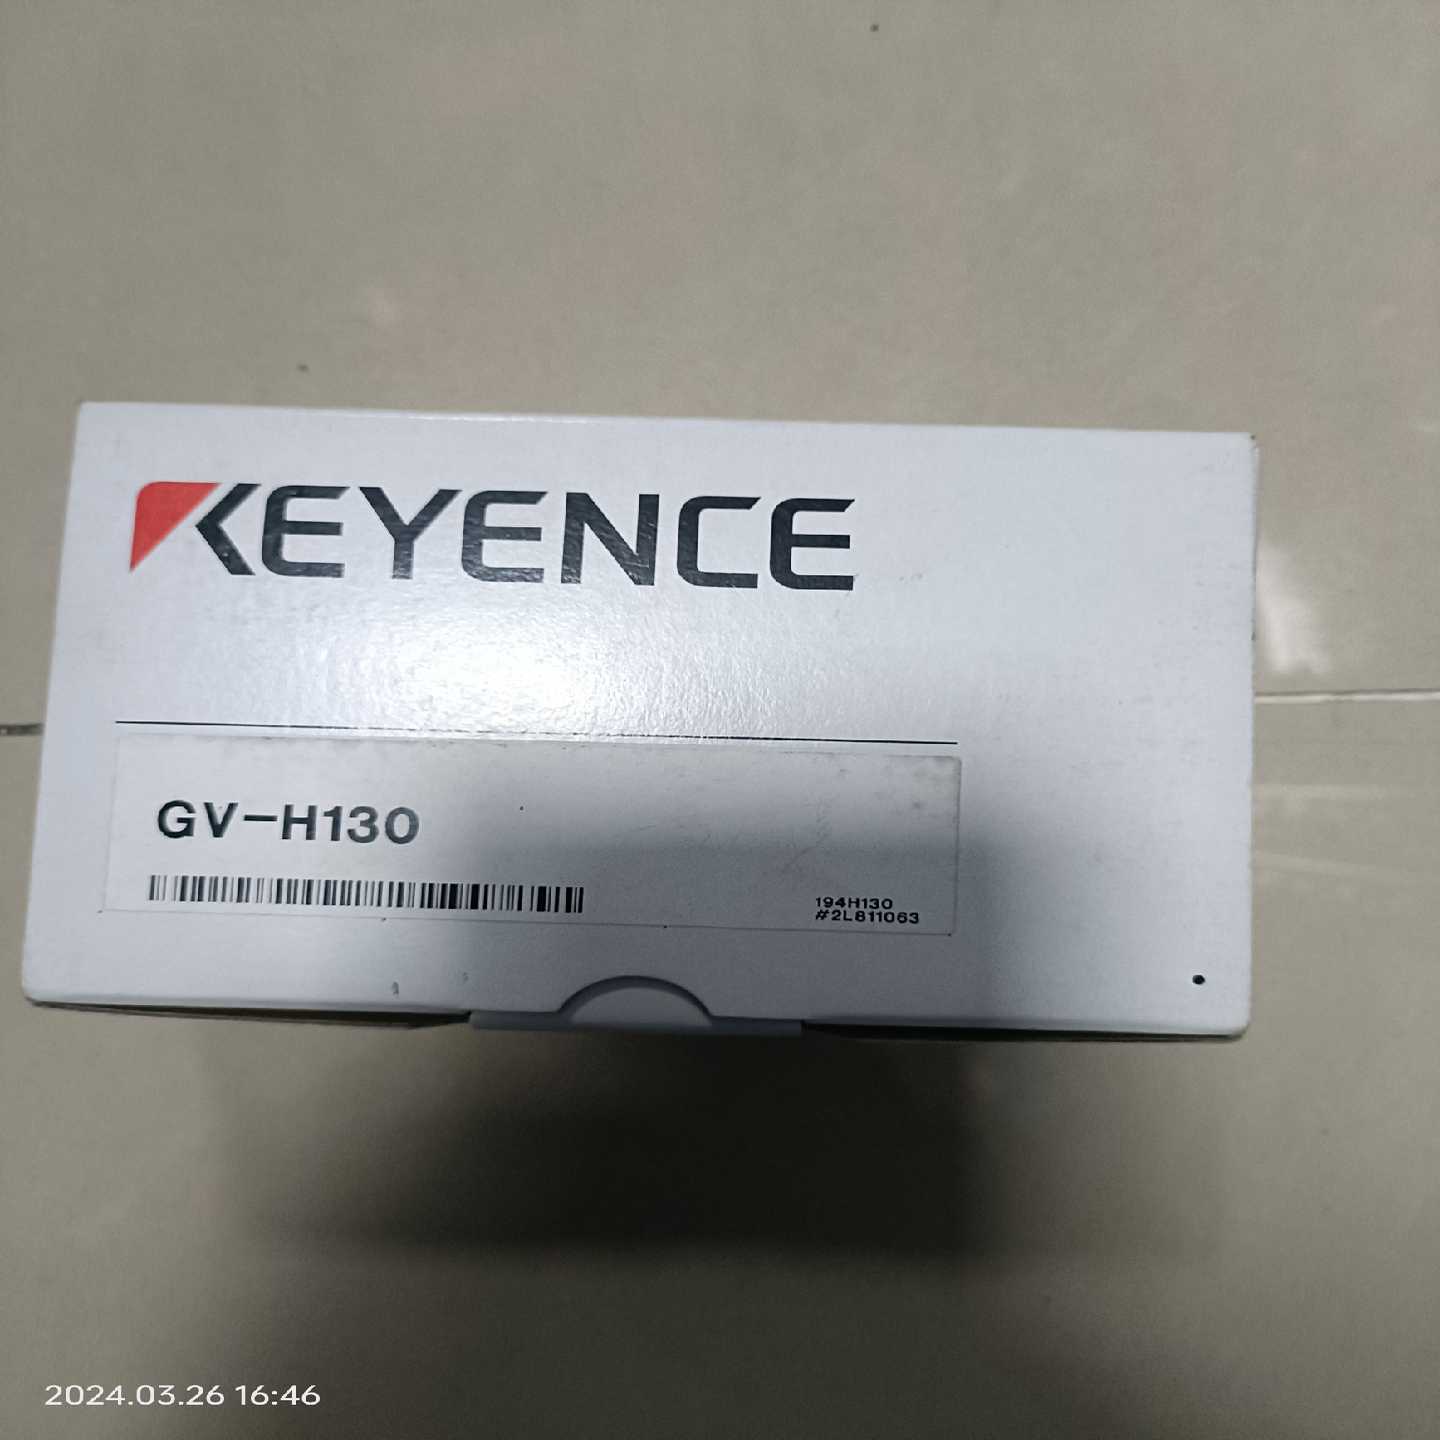 KEYENCE
GV-H130
194H130
#2L811063
2024.03.26 16:46